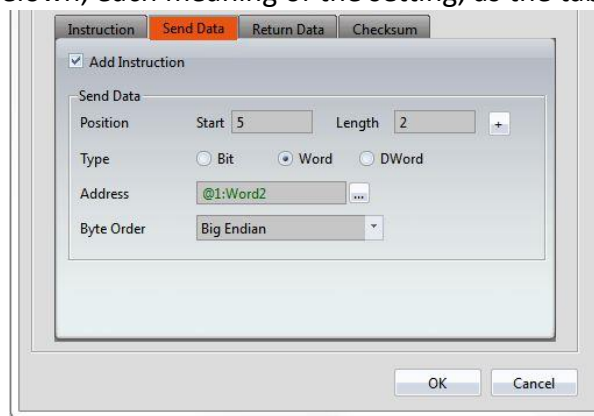 elown, each meaning of the setting, as the tab
Instruction Send Data Return Data Checksum
Add Instruction
Send Data
Position Start 5 Length 2 +
Type Bit Word DWord
Address @1:Word2 ...
Byte Order Big Endian
OK Cancel